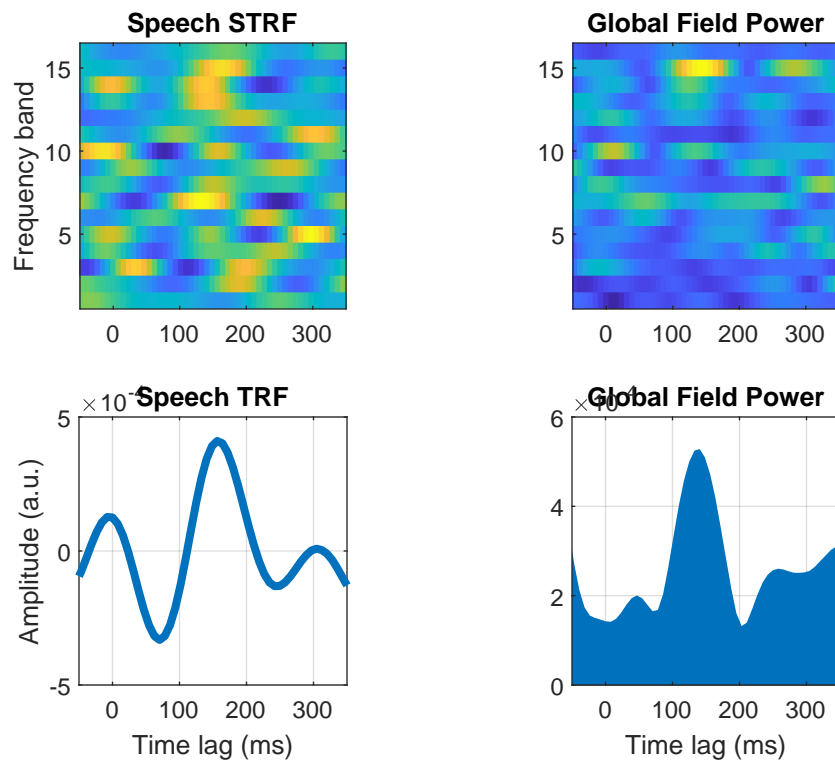 Speech STRF
Frequency band
15
10
5
0 100 200 300
Global Field Power
15
10
5
0 100 200 300
Speech TRF
× 10-4
Amplitude (a.u.)
5
0
-5
0 100 200 300
Time lag (ms)
Global Field Power
6
4
2
0
0 100 200 300
Time lag (ms)